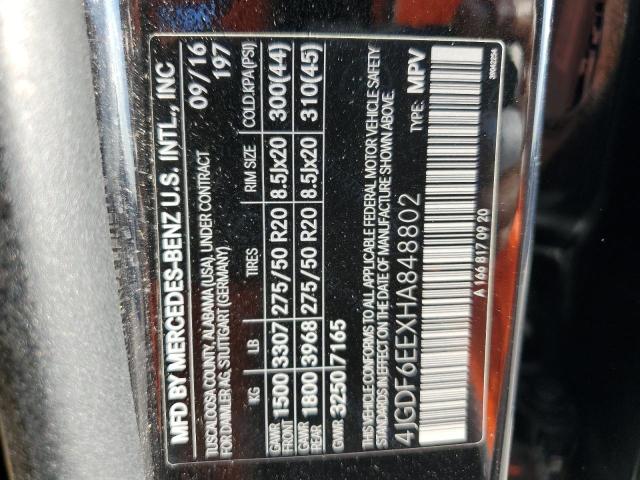 MFD BY MERCEDES-BENZ U.S. INTL., INC
TUSCALOOSA COUNTY, ALABAMA (USA), UNDER CONTRACT 09/16
FOR DAIMLER AG, STUTTGART (GERMANY) 197
KG LB TIRES RIM SIZE COLD.KPA(PSI)
GAWR FRONT 1500 3307 275/50 R20 8.5Jx20 300(44)
GAWR REAR 1800 3968 275/50 R20 8.5Jx20 310(45)
GVWR 3250 7165
THIS VEHICLE CONFORMS TO ALL APPLICABLE FEDERAL MOTOR VEHICLE SAFETY
STANDARDS IN EFFECT ON THE DATE OF MANUFACTURE SHOWN ABOVE.
4JGDF6EEXHA848802 TYPE: MPV
A 166 817 09 20